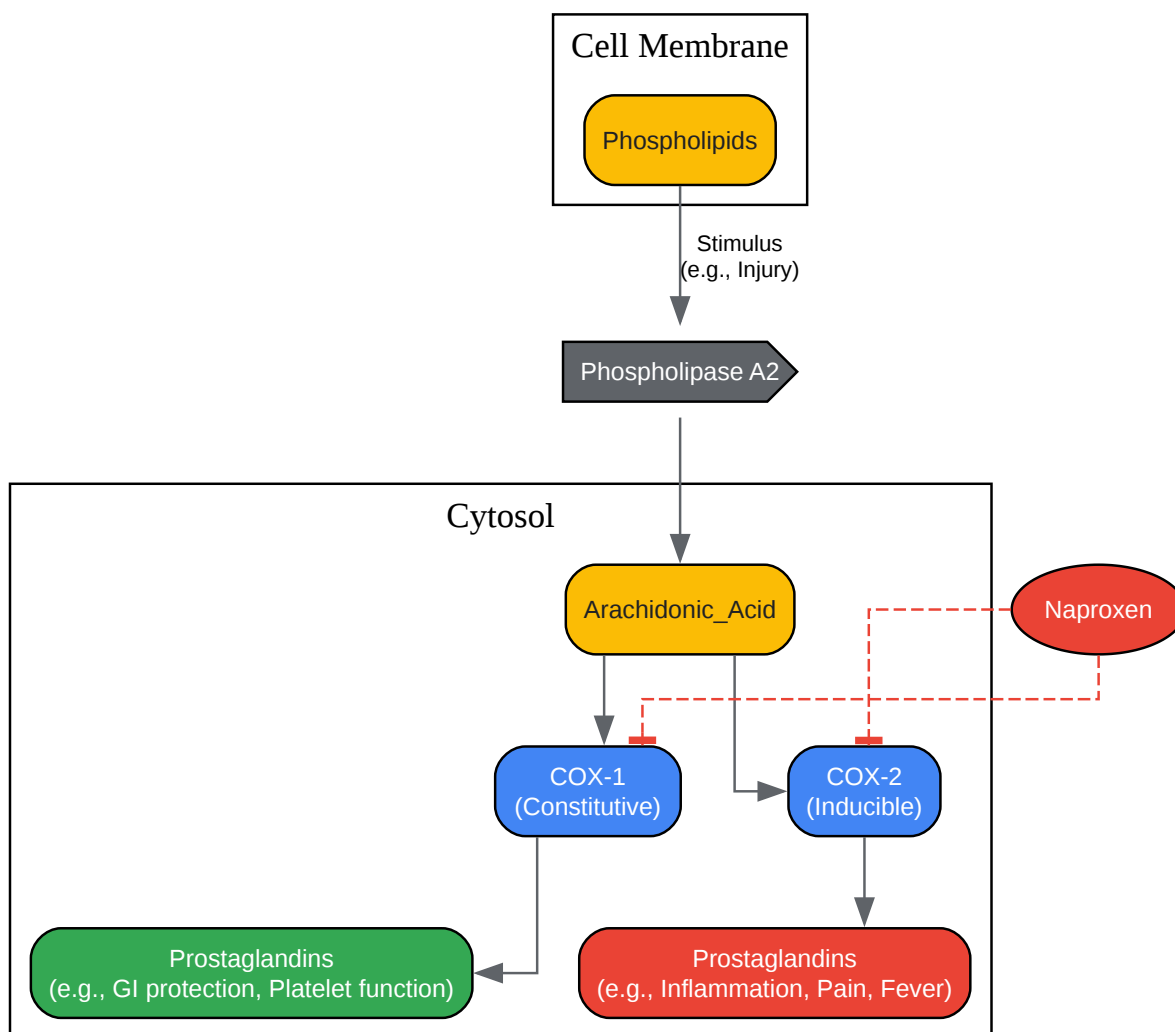 Cell Membrane
Phospholipids
Stimulus
(e.g., Injury)
Phospholipase A2
Cytosol
Arachidonic_Acid
Naproxen
COX-1
(Constitutive)
COX-2
(Inducible)
Prostaglandins
(e.g., GI protection, Platelet function)
Prostaglandins
(e.g., Inflammation, Pain, Fever)